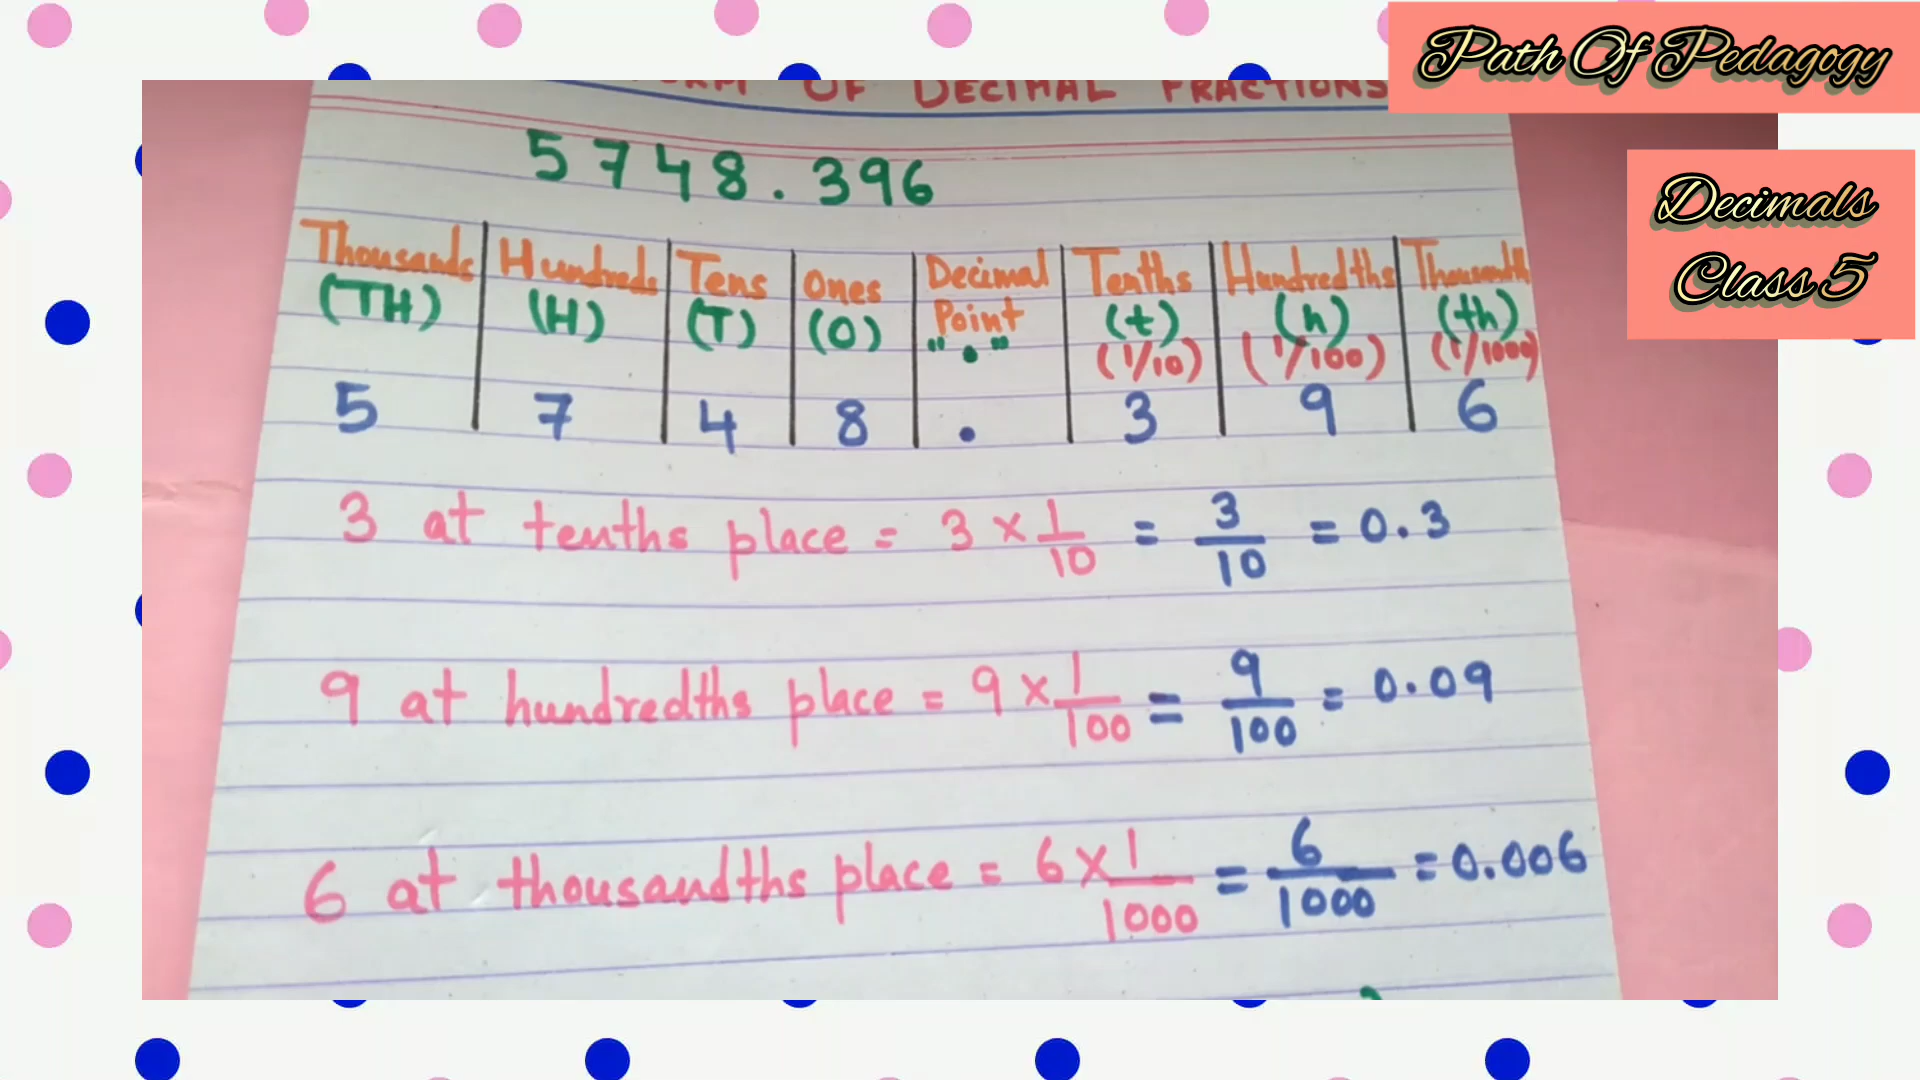 Path Of Pedagogy
OF DECIMAL FRACTIONS
Decimals
Class 5
5748.396
Thousands Hundreds Tens Ones Decimal Point Tenths Hundredths
(TH) (H) (T) (O) "." (t) (h) (th)
(1/10) (1/100) (1/1000)
5 7 4 8 . 3 9 6
3 at tenths place = 3 × 1/10 = 3/10 = 0.3
9 at hundredths place = 9 × 1/100 = 9/100 = 0.09
6 at thousandths place = 6 × 1/1000 = 6/1000 = 0.006